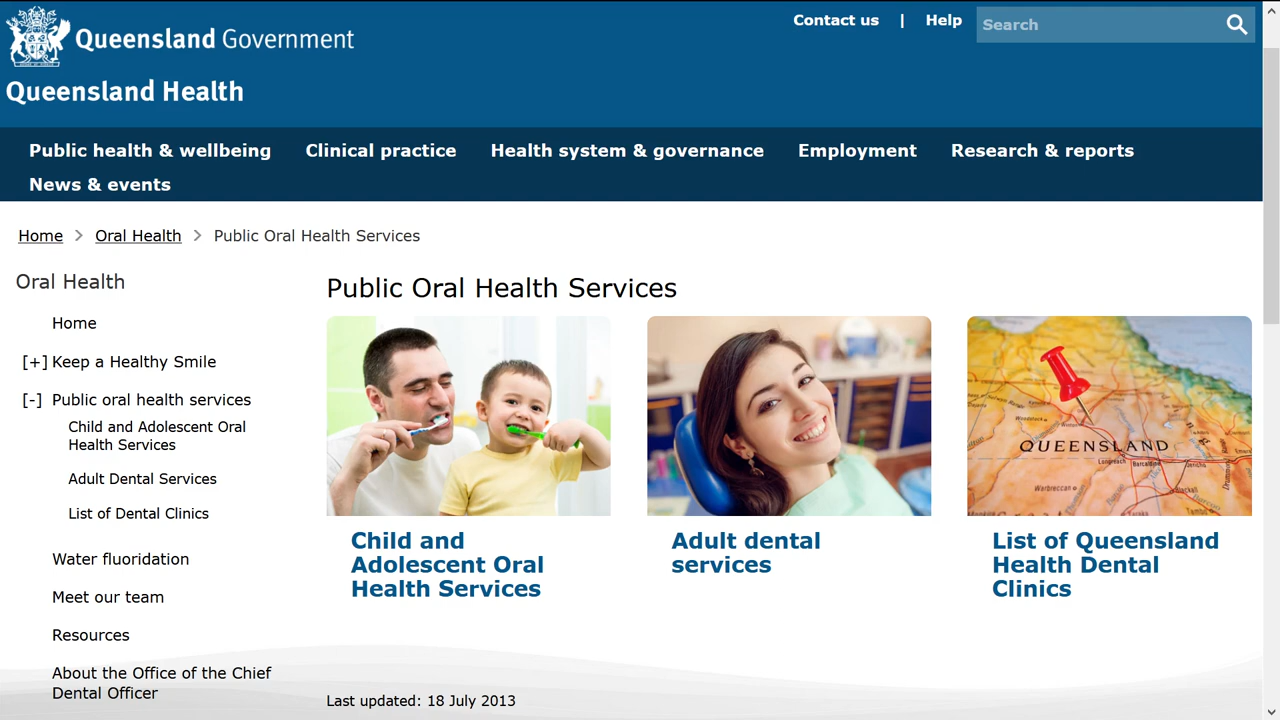 Queensland Government
Contact us | Help
Search
Queensland Health
Public health & wellbeing
Clinical practice
Health system & governance
Employment
Research & reports
News & events
Home > Oral Health > Public Oral Health Services
Oral Health
Home
[+] Keep a Healthy Smile
[-] Public oral health services
Child and Adolescent Oral
Health Services
Adult Dental Services
List of Dental Clinics
Water fluoridation
Meet our team
Resources
About the Office of the Chief
Dental Officer
Public Oral Health Services
Child and
Adolescent Oral
Health Services
Adult dental
services
QUEENSLAND
Longreach
Barcaldine
Blackall
List of Queensland
Health Dental
Clinics
Last updated: 18 July 2013